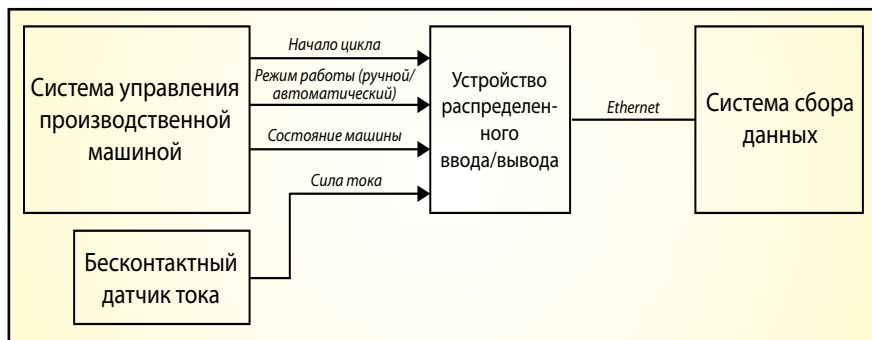 Система управления
производственной
машиной
Начало цикла
Режим работы (ручной/
автоматический)
Состояние машины
Сила тока
Устройство
распределен-
ного
ввода/вывода
Ethernet
Система сбора
данных
Бесконтактный
датчик тока